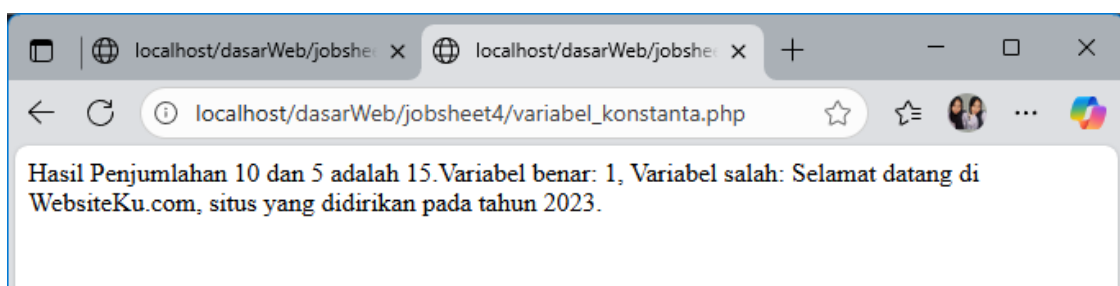 localhost/dasarWeb/jobshe
localhost/dasarWeb/jobshe
localhost/dasarWeb/jobsheet4/variabel_konstanta.php
Hasil Penjumlahan 10 dan 5 adalah 15.Variabel benar: 1, Variabel salah: Selamat datang di
WebsiteKu.com, situs yang didirikan pada tahun 2023.